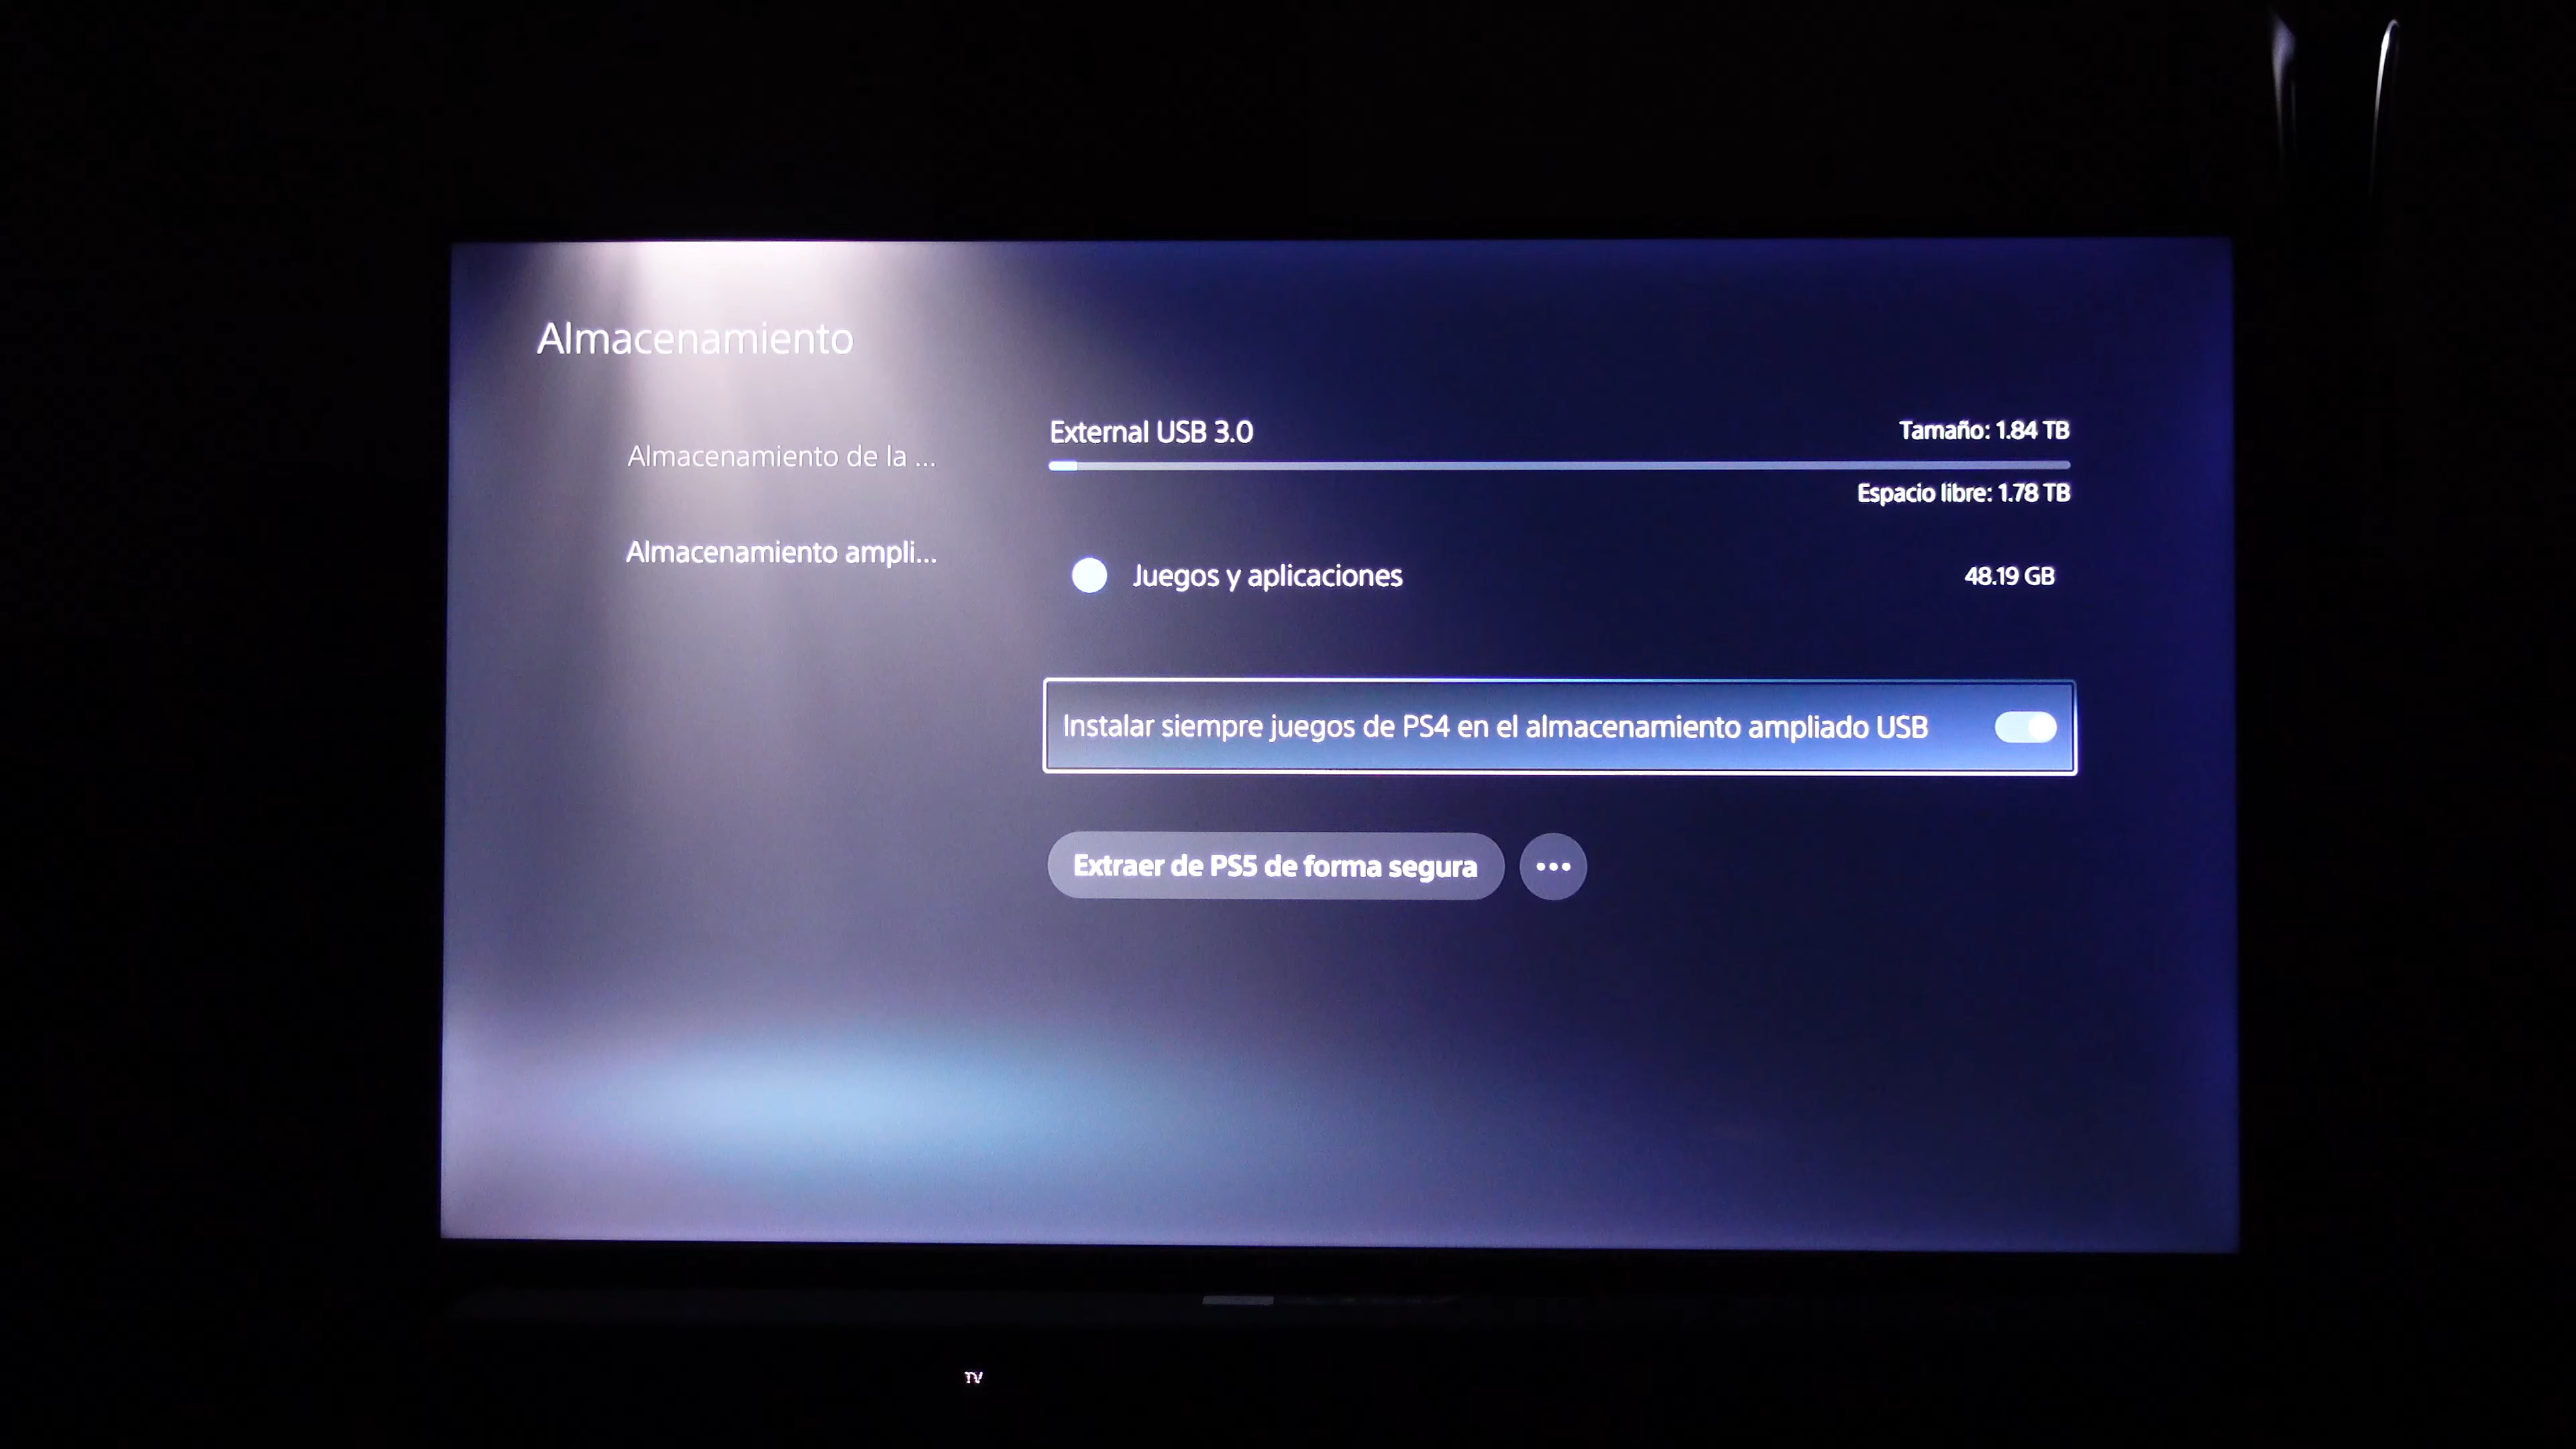 Almacenamiento
Almacenamiento de la ...
Almacenamiento ampli...
External USB 3.0
Tamaño: 1.84 TB
Espacio libre: 1.78 TB
Juegos y aplicaciones
48.19 GB
Instalar siempre juegos de PS4 en el almacenamiento ampliado USB
Extraer de PS5 de forma segura
TV